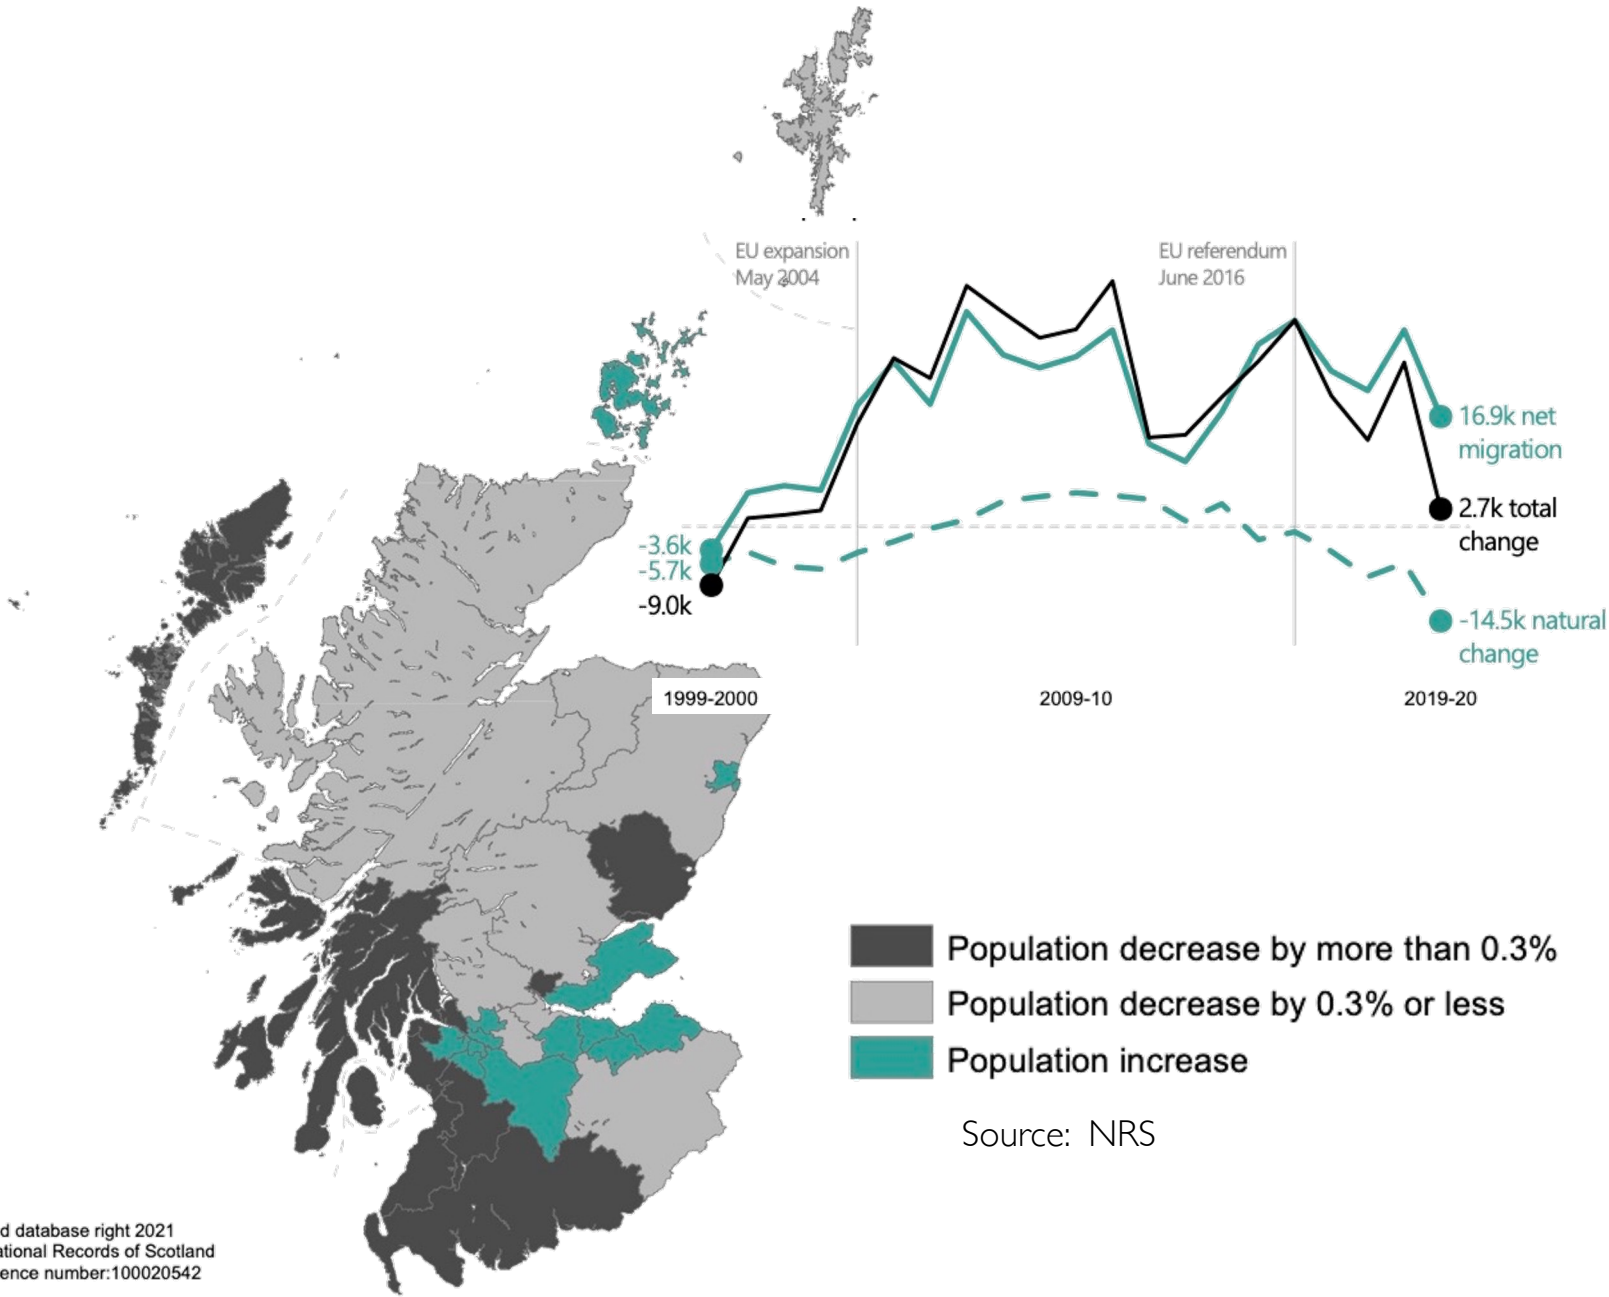 EU expansion
May 2004
EU referendum
June 2016
16.9k net
migration
2.7k total
change
-3.6k
-5.7k
-9.0k
-14.5k natural
change
1999-2000
2009-10
2019-20
Population decrease by more than 0.3%
Population decrease by 0.3% or less
Population increase
Source: NRS
d database right 2021
ational Records of Scotland
ence number:100020542